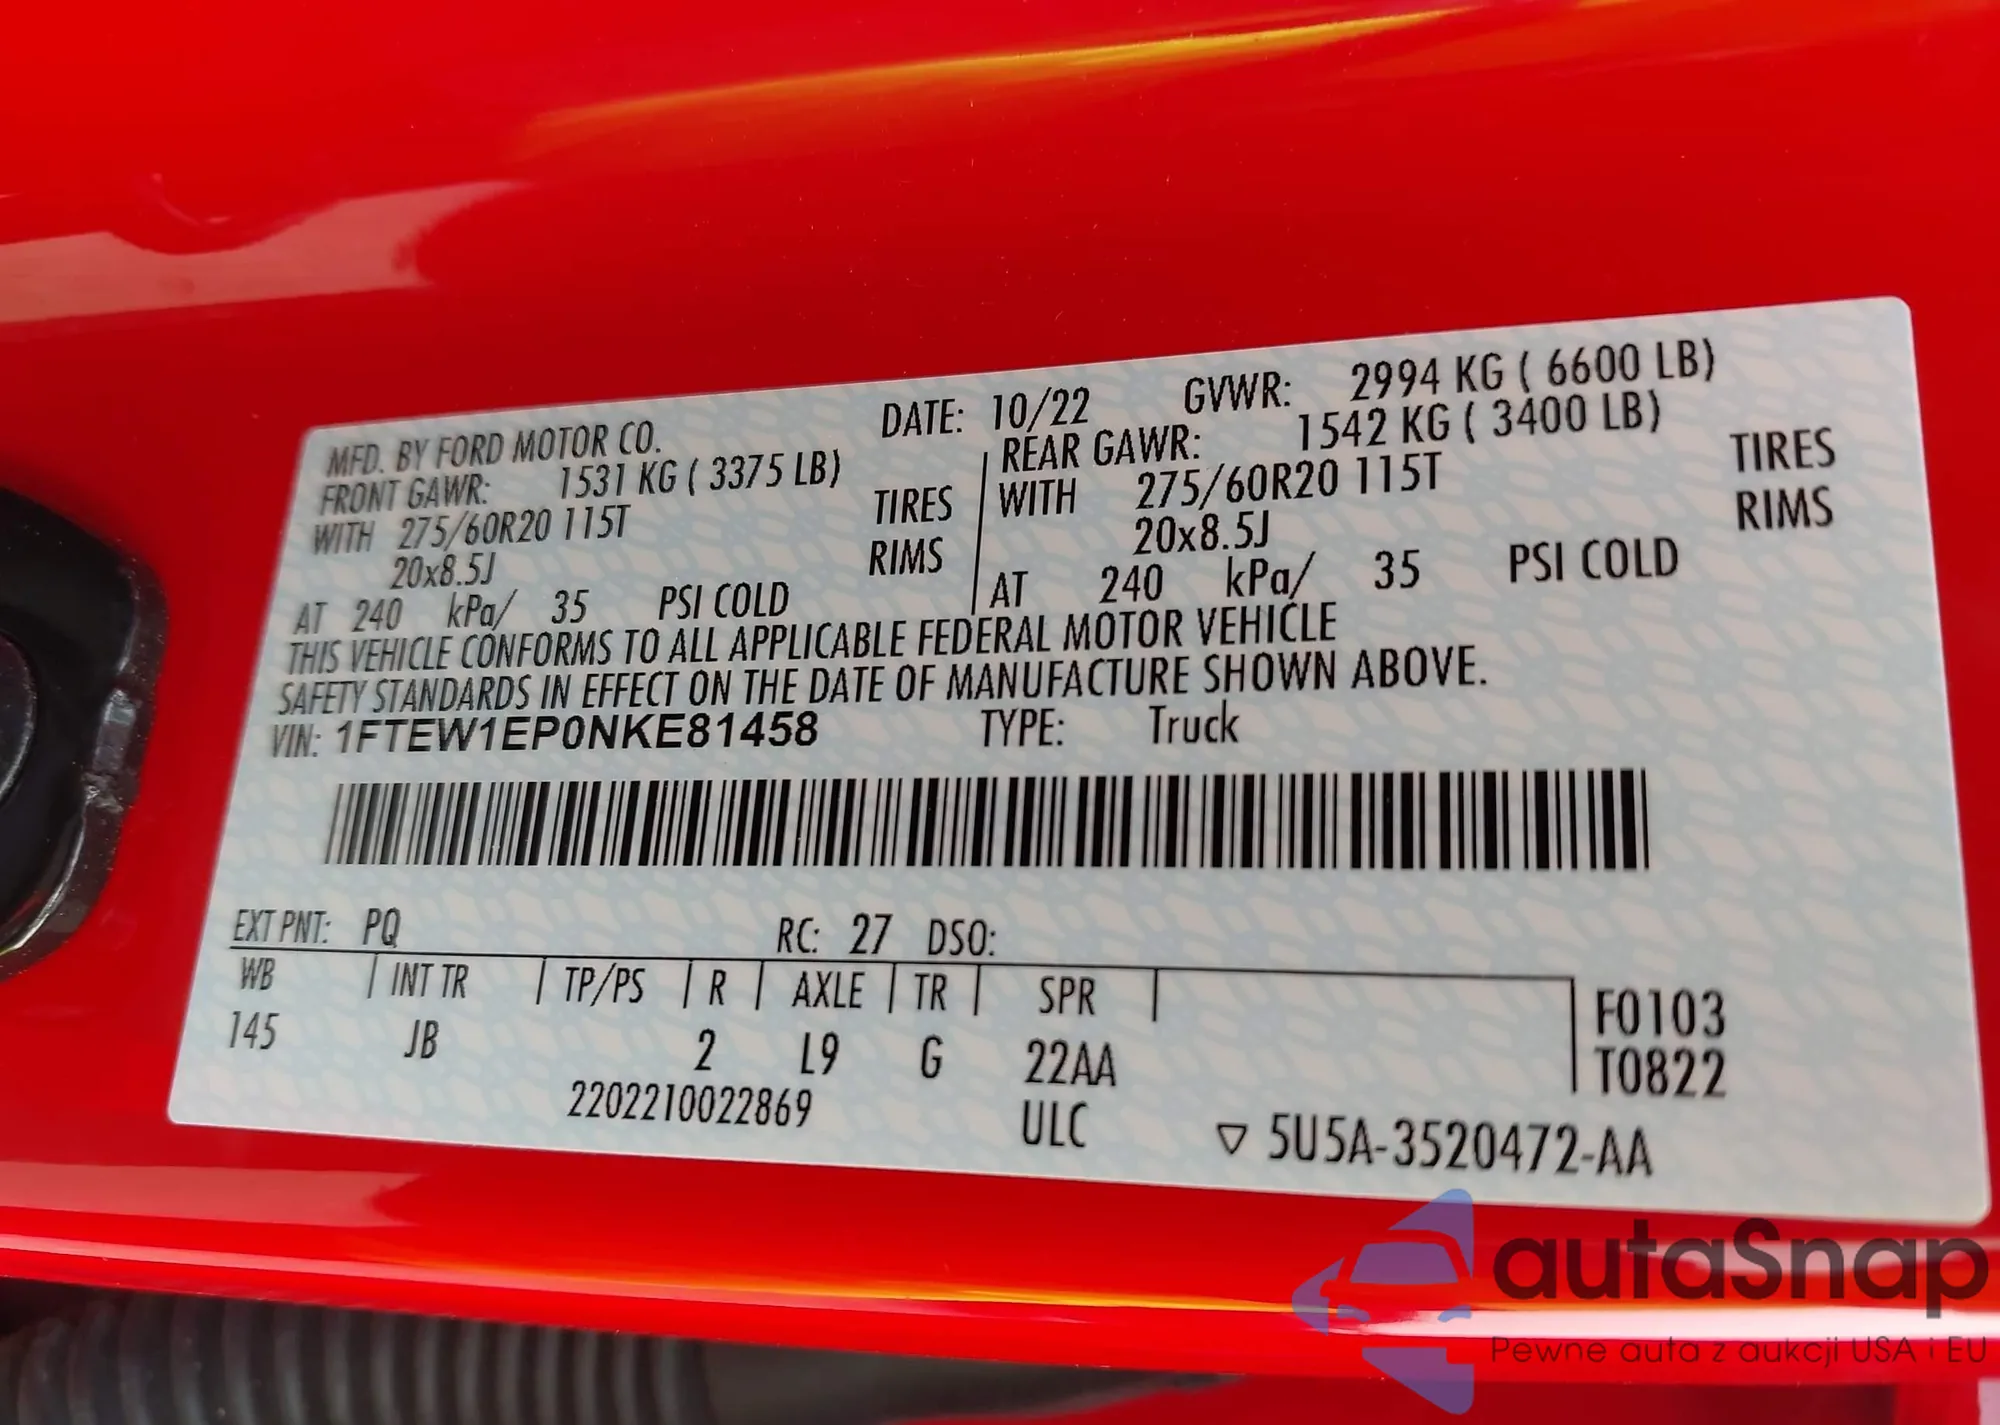 MFD. BY FORD MOTOR CO. DATE: 10/22 GVWR: 2994 KG ( 6600 LB)
FRONT GAWR: 1531 KG ( 3375 LB) REAR GAWR: 1542 KG ( 3400 LB)
WITH 275/60R20 115T TIRES WITH 275/60R20 115T TIRES
20x8.5J RIMS 20x8.5J RIMS
AT 240 kPa/ 35 PSI COLD AT 240 kPa/ 35 PSI COLD
THIS VEHICLE CONFORMS TO ALL APPLICABLE FEDERAL MOTOR VEHICLE
SAFETY STANDARDS IN EFFECT ON THE DATE OF MANUFACTURE SHOWN ABOVE.
VIN: 1FTEW1EP0NKE81458 TYPE: Truck
EXT PNT: PQ RC: 27 DSO:
WB INT TR TP/PS R AXLE TR SPR F0103
145 JB 2 L9 G 22AA T0822
2202210022869 ULC ▽ 5U5A-3520472-AA
autaSnap
Pewne auta z aukcji USA i EU